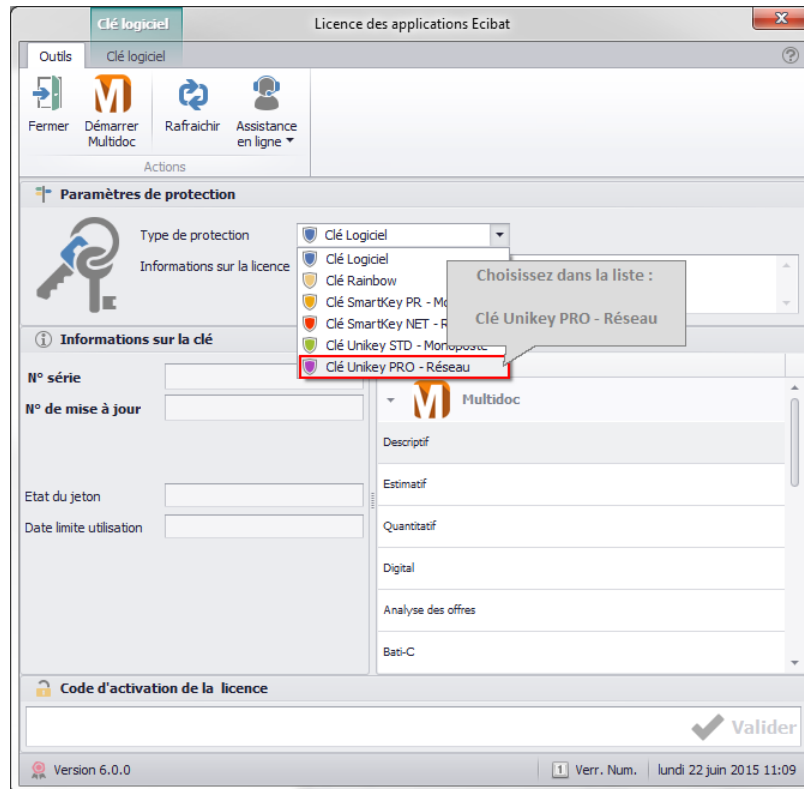 Clé logiciel
Licence des applications Ecibat
Outils
Clé logiciel
Fermer
Démarrer
Multidoc
Rafraichir
Assistance
en ligne
Actions
Paramètres de protection
Type de protection
Clé Logiciel
Informations sur la licence
Clé Logiciel
Clé Rainbow
Clé SmartKey PR - Mo
Clé SmartKey NET - R
Clé Unikey STD - Monoposte
Clé Unikey PRO - Réseau
Choisissez dans la liste :
Clé Unikey PRO - Réseau
Informations sur la clé
N° série
N° de mise à jour
Etat du jeton
Date limite utilisation
Multidoc
Descriptif
Estimatif
Quantitatif
Digital
Analyse des offres
Bati-C
Code d'activation de la licence
Valider
Version 6.0.0
1 Verr. Num.
lundi 22 juin 2015 11:09